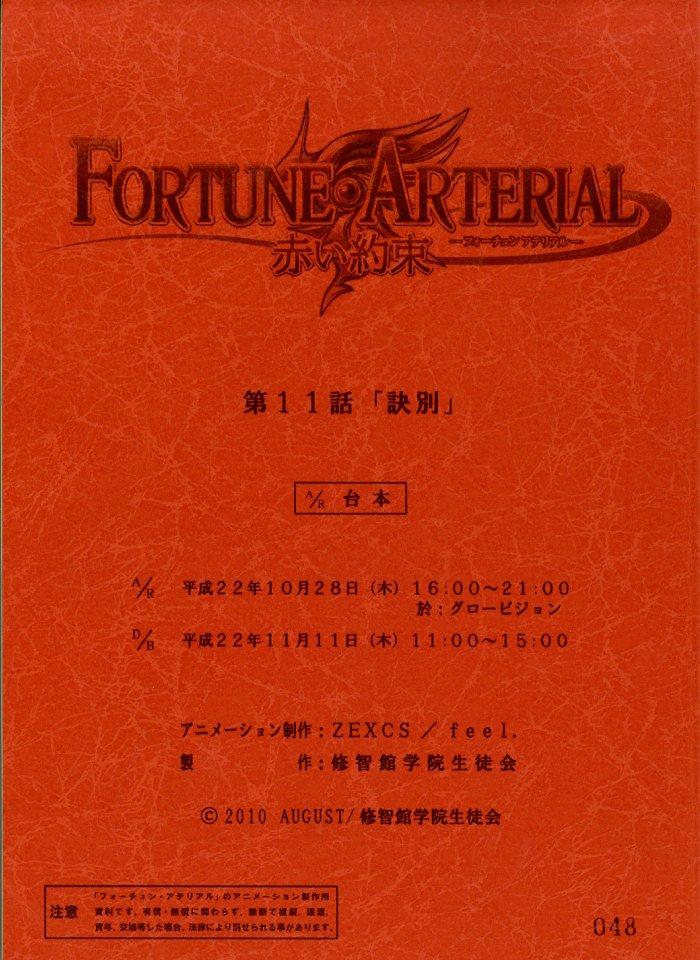 FORTUNE ARTERIAL
赤い約束 ーフォーチュン アテリアルー
第11話「訣別」
A/R 台本
A/R 平成22年10月28日(木) 16:00～21:00
於：グロービジョン
D/B 平成22年11月11日(木) 11:00～15:00
アニメーション制作：ZEXCS／feel.
製作：修智館学院生徒会
© 2010 AUGUST/修智館学院生徒会
注意
「フォーチュン・アテリアル」のアニメーション製作用
資料です。有償・無償に関わらず、無断で複製、譲渡、
貸与、交換等した場合、法律により罰せられる事があります。
048